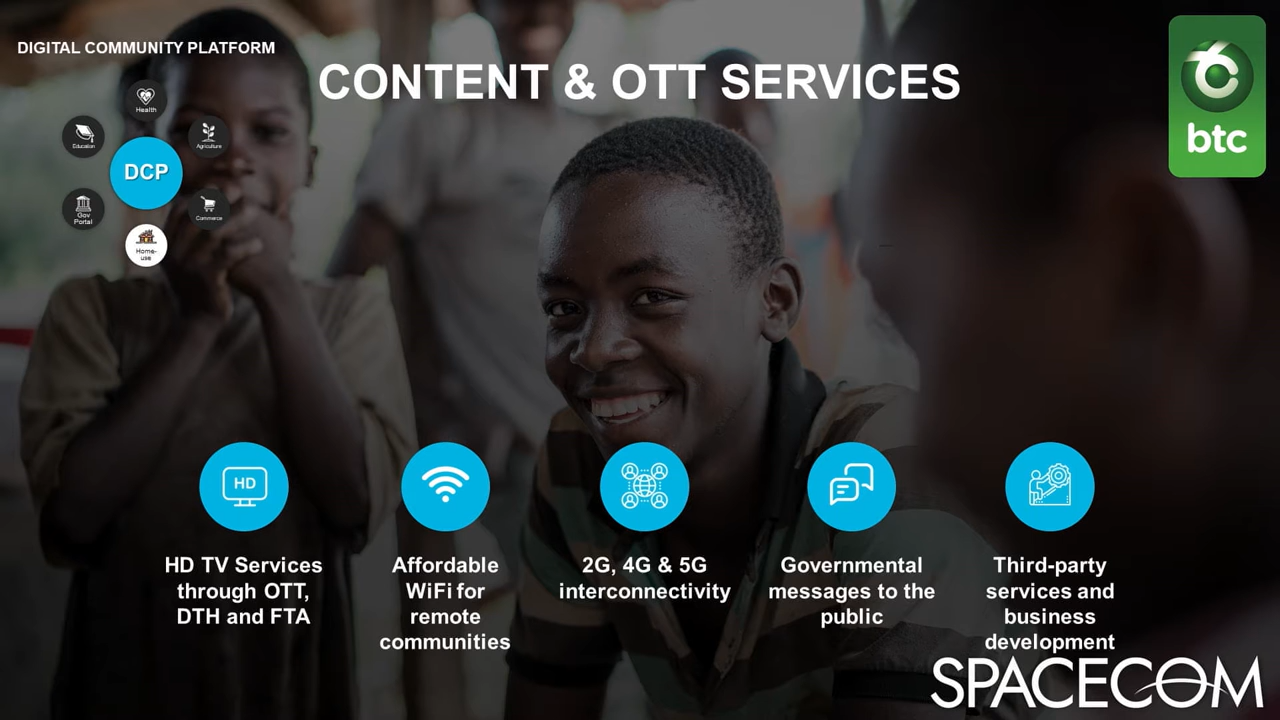 DIGITAL COMMUNITY PLATFORM
CONTENT & OTT SERVICES
btc
Health
Education
Agriculture
DCP
Gov
Portal
Commerce
Home-
use
HD
HD TV Services
through OTT,
DTH and FTA
Affordable
WiFi for
remote
communities
2G, 4G & 5G
interconnectivity
Governmental
messages to the
public
Third-party
services and
business
development
SPACECOM